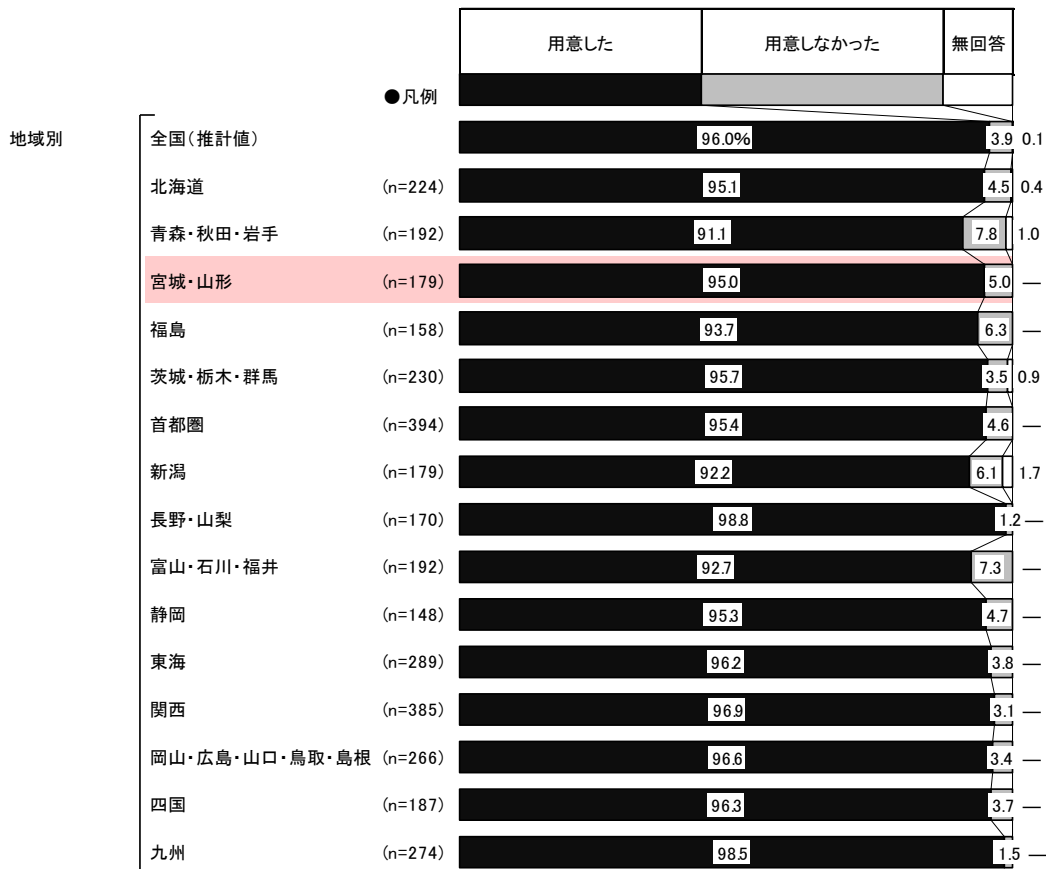 用意した 用意しなかった 無回答
●凡例
地域別 全国(推計値) 96.0% 3.9 0.1
北海道 (n=224) 95.1 4.5 0.4
青森・秋田・岩手 (n=192) 91.1 7.8 1.0
宮城・山形 (n=179) 95.0 5.0 ―
福島 (n=158) 93.7 6.3 ―
茨城・栃木・群馬 (n=230) 95.7 3.5 0.9
首都圏 (n=394) 95.4 4.6 ―
新潟 (n=179) 92.2 6.1 1.7
長野・山梨 (n=170) 98.8 1.2 ―
富山・石川・福井 (n=192) 92.7 7.3 ―
静岡 (n=148) 95.3 4.7 ―
東海 (n=289) 96.2 3.8 ―
関西 (n=385) 96.9 3.1 ―
岡山・広島・山口・鳥取・島根 (n=266) 96.6 3.4 ―
四国 (n=187) 96.3 3.7 ―
九州 (n=274) 98.5 1.5 ―